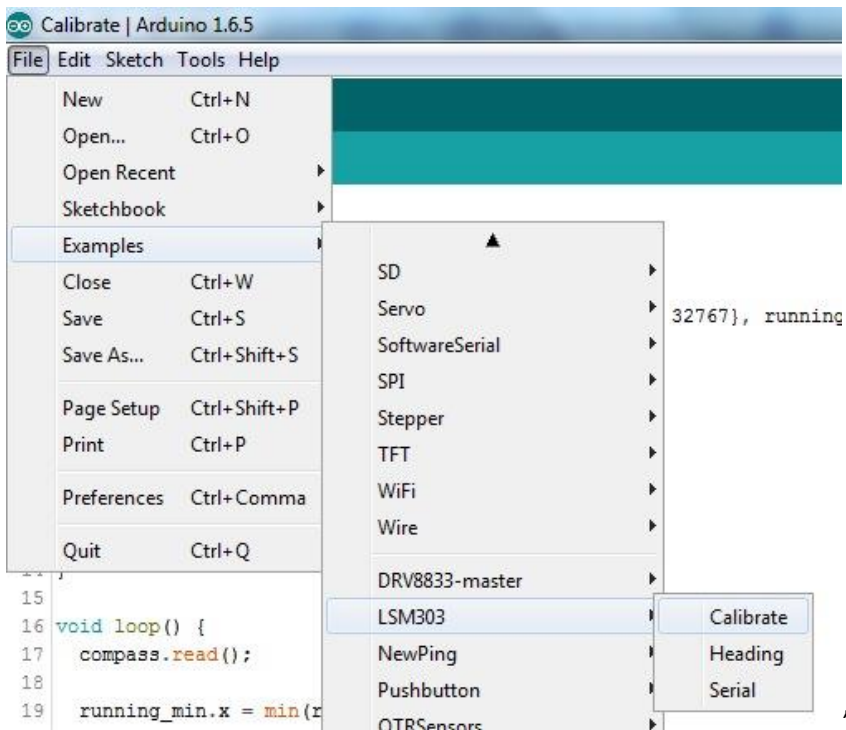 Calibrate | Arduino 1.6.5
File Edit Sketch Tools Help
New Ctrl+N
Open... Ctrl+O
Open Recent
Sketchbook
Examples
Close Ctrl+W
Save Ctrl+S
Save As... Ctrl+Shift+S
Page Setup Ctrl+Shift+P
Print Ctrl+P
Preferences Ctrl+Comma
Quit Ctrl+Q
SD
Servo
SoftwareSerial
SPI
Stepper
TFT
WiFi
Wire
DRV8833-master
LSM303
NewPing
Pushbutton
QTRSensors
Calibrate
Heading
Serial
32767}, running
15
16 void loop() {
17 compass.read();
18
19 running_min.x = min(r